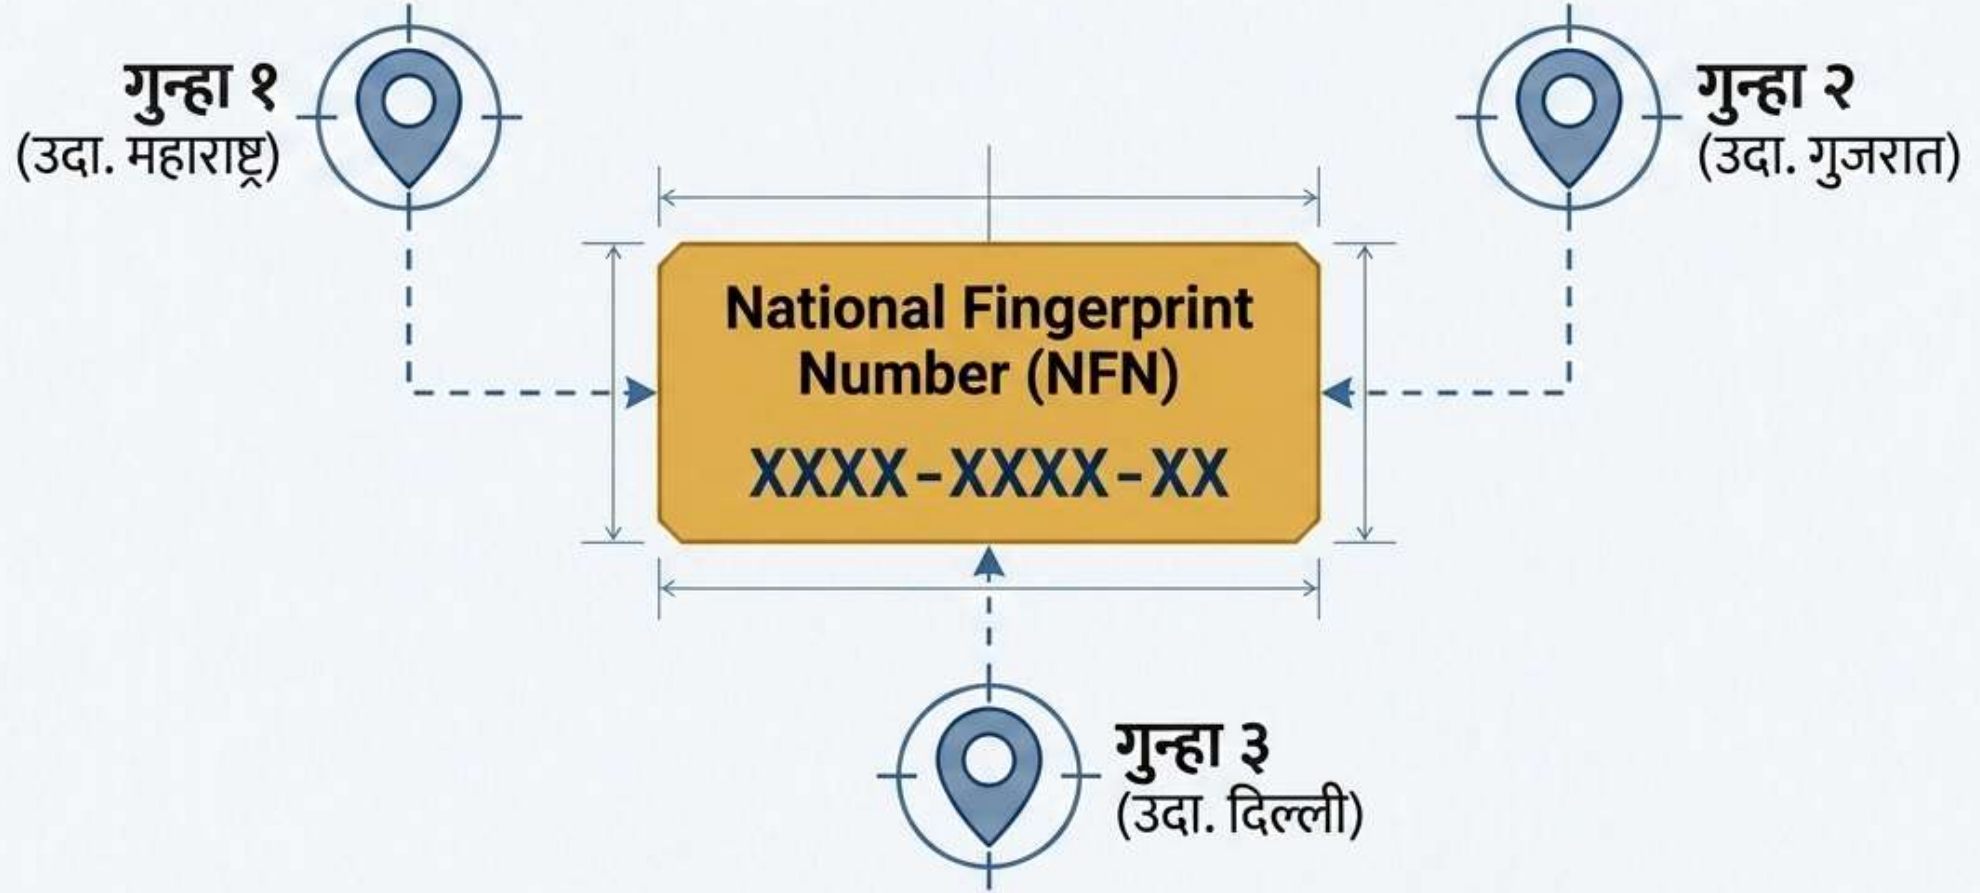 गुन्हा १
(उदा. महाराष्ट्र)
गुन्हा २
(उदा. गुजरात)
National Fingerprint
Number (NFN)
XXXX-XXXX-XX
गुन्हा ३
(उदा. दिल्ली)